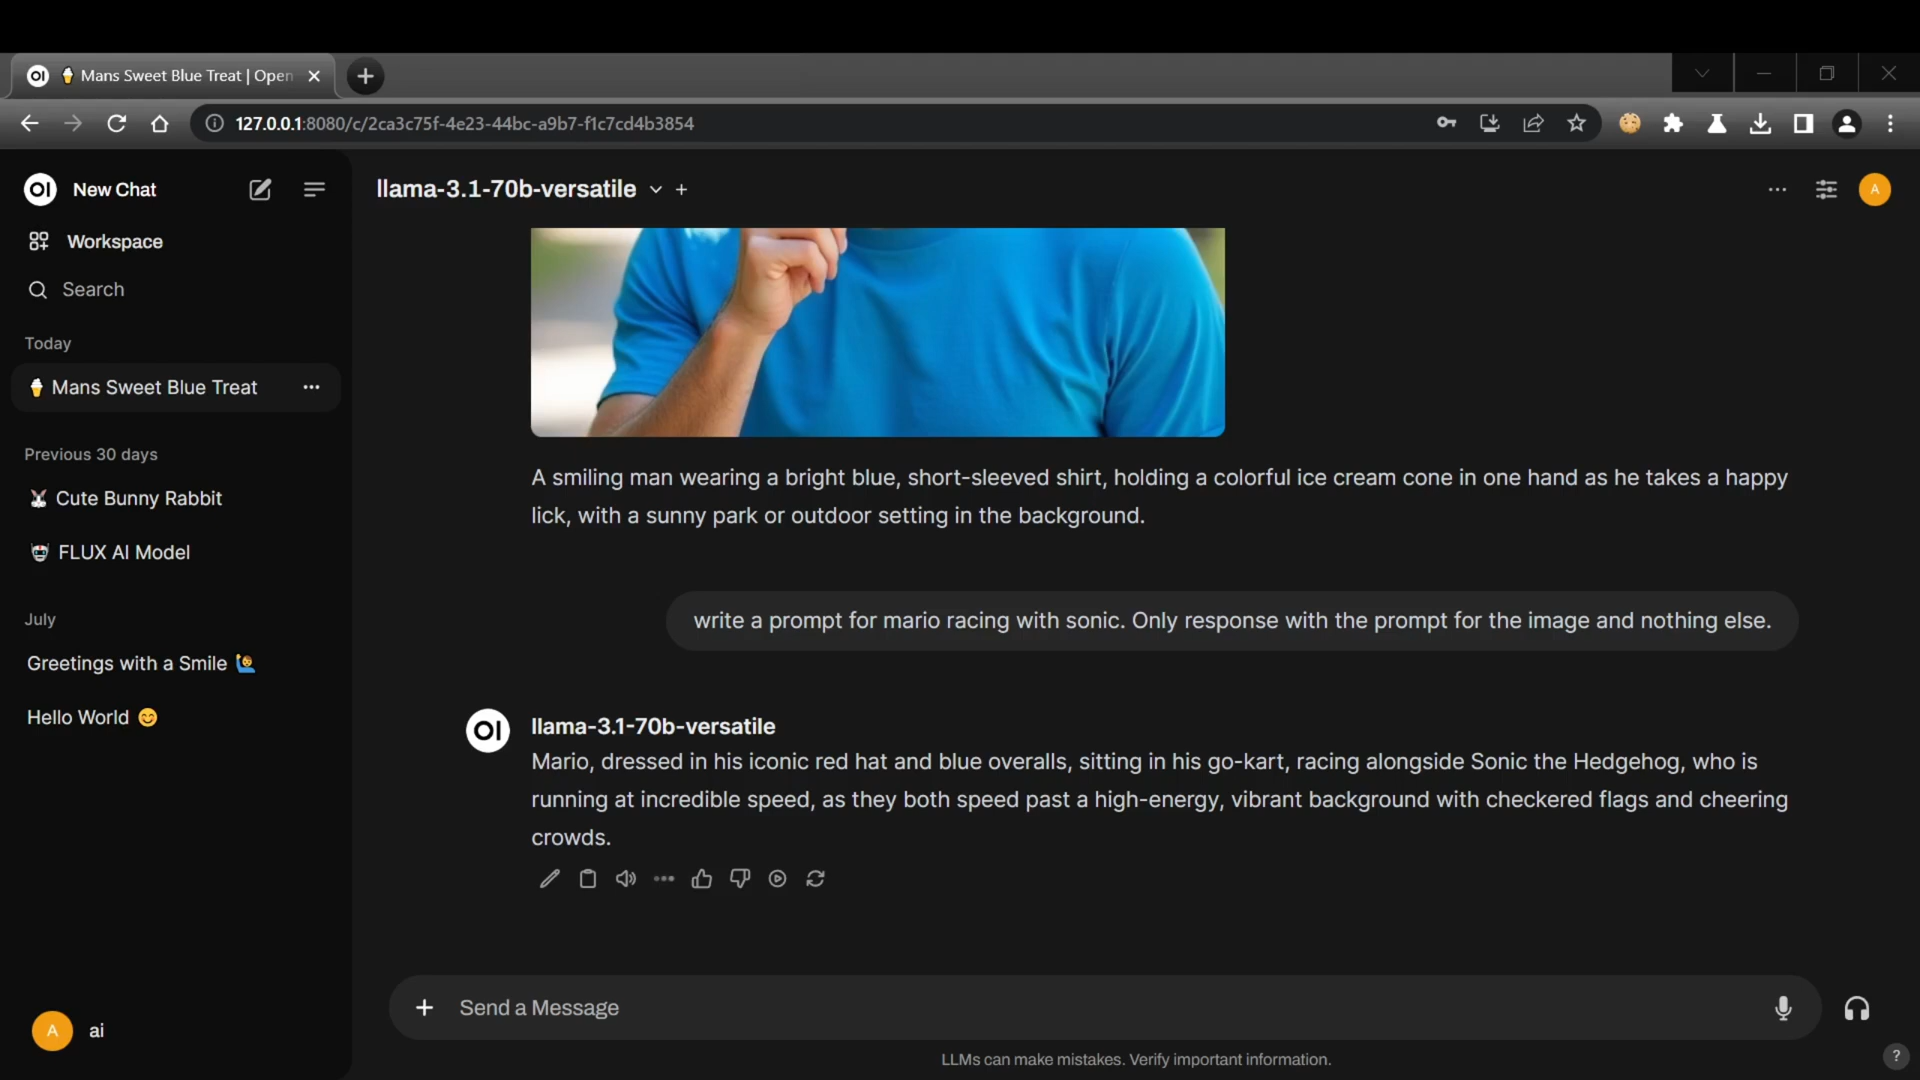 OI 🍦 Mans Sweet Blue Treat | Open
127.0.0.1:8080/c/2ca3c75f-4e23-44bc-a9b7-f1c7cd4b3854
OI New Chat
Workspace
Search
Today
🍦 Mans Sweet Blue Treat
Previous 30 days
🐰 Cute Bunny Rabbit
🤖 FLUX AI Model
July
Greetings with a Smile 🙋
Hello World 😊
A ai
llama-3.1-70b-versatile
A
A smiling man wearing a bright blue, short-sleeved shirt, holding a colorful ice cream cone in one hand as he takes a happy
lick, with a sunny park or outdoor setting in the background.
write a prompt for mario racing with sonic. Only response with the prompt for the image and nothing else.
OI llama-3.1-70b-versatile
Mario, dressed in his iconic red hat and blue overalls, sitting in his go-kart, racing alongside Sonic the Hedgehog, who is
running at incredible speed, as they both speed past a high-energy, vibrant background with checkered flags and cheering
crowds.
Send a Message
LLMs can make mistakes. Verify important information.
?